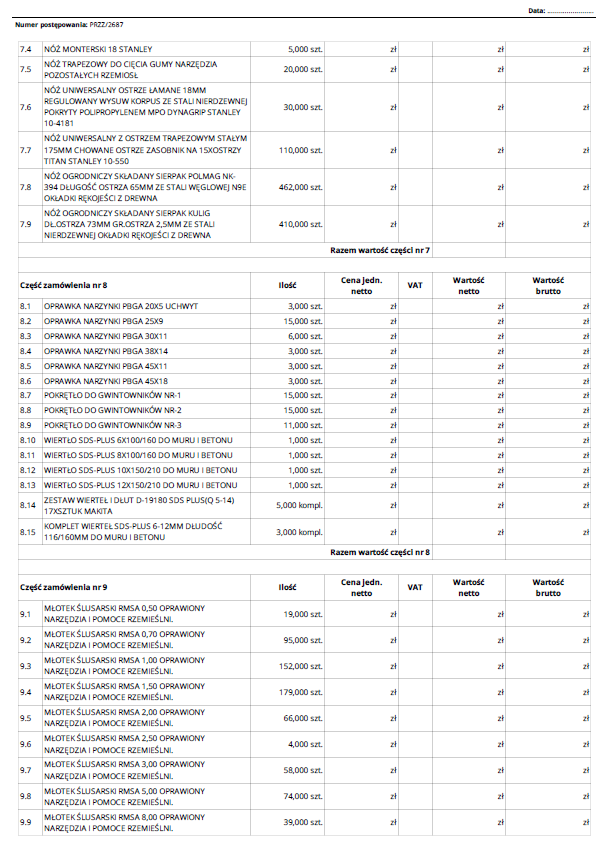 Data: ......................
Numer postępowania: PRZZ/2687
7.4 NÓŻ MONTERSKI 18 STANLEY 5,000 szt. zł zł zł
7.5 NÓŻ TRAPEZOWY DO CIĘCIA GUMY NARZĘDZIA
POZOSTAŁYCH RZEMIOSŁ 20,000 szt. zł zł zł
7.6 NÓŻ UNIWERSALNY OSTRZE ŁAMANE 18MM
REGULOWANY WYSUW KORPUS ZE STALI NIERDZEWNEJ
POKRYTY POLIPROPYLENEM MPO DYNAGRIP STANLEY
10-4181 30,000 szt. zł zł zł
7.7 NÓŻ UNIWERSALNY Z OSTRZEM TRAPEZOWYM STAŁYM
175MM CHOWANE OSTRZE ZASOBNIK NA 15XOSTRZY
TITAN STANLEY 10-550 110,000 szt. zł zł zł
7.8 NÓŻ OGRODNICZY SKŁADANY SIERPAK POLMAG NK-
394 DŁUGOŚĆ OSTRZA 65MM ZE STALI WĘGLOWEJ N9E
OKŁADKI RĘKOJEŚCI Z DREWNA 462,000 szt. zł zł zł
7.9 NÓŻ OGRODNICZY SKŁADANY SIERPAK KULIG
DŁ.OSTRZA 73MM GR.OSTRZA 2,5MM ZE STALI
NIERDZEWNEJ OKŁADKI RĘKOJEŚCI Z DREWNA 410,000 szt. zł zł zł
Razem wartość części nr 7
Część zamówienia nr 8 Ilość Cena jedn. netto VAT Wartość netto Wartość brutto
8.1 OPRAWKA NARZYNKI PBGA 20X5 UCHWYT 3,000 szt. zł zł zł
8.2 OPRAWKA NARZYNKI PBGA 25X9 15,000 szt. zł zł zł
8.3 OPRAWKA NARZYNKI PBGA 30X11 6,000 szt. zł zł zł
8.4 OPRAWKA NARZYNKI PBGA 38X14 3,000 szt. zł zł zł
8.5 OPRAWKA NARZYNKI PBGA 45X11 3,000 szt. zł zł zł
8.6 OPRAWKA NARZYNKI PBGA 45X18 3,000 szt. zł zł zł
8.7 POKRĘTŁO DO GWINTOWNIKÓW NR-1 15,000 szt. zł zł zł
8.8 POKRĘTŁO DO GWINTOWNIKÓW NR-2 15,000 szt. zł zł zł
8.9 POKRĘTŁO DO GWINTOWNIKÓW NR-3 11,000 szt. zł zł zł
8.10 WIERTŁO SDS-PLUS 6X100/160 DO MURU I BETONU 1,000 szt. zł zł zł
8.11 WIERTŁO SDS-PLUS 8X100/160 DO MURU I BETONU 1,000 szt. zł zł zł
8.12 WIERTŁO SDS-PLUS 10X150/210 DO MURU I BETONU 1,000 szt. zł zł zł
8.13 WIERTŁO SDS-PLUS 12X150/210 DO MURU I BETONU 1,000 szt. zł zł zł
8.14 ZESTAW WIERTEŁ I DŁUT D-19180 SDS PLUS(Q 5-14)
17XSZTUK MAKITA 5,000 kompl. zł zł zł
8.15 KOMPLET WIERTEŁ SDS-PLUS 6-12MM DŁUDOŚĆ
116/160MM DO MURU I BETONU 3,000 kompl. zł zł zł
Razem wartość części nr 8
Część zamówienia nr 9 Ilość Cena jedn. netto VAT Wartość netto Wartość brutto
9.1 MŁOTEK ŚLUSARSKI RMSA 0,50 OPRAWIONY
NARZĘDZIA I POMOCE RZEMIEŚLNI. 19,000 szt. zł zł zł
9.2 MŁOTEK ŚLUSARSKI RMSA 0,70 OPRAWIONY
NARZĘDZIA I POMOCE RZEMIEŚLNI. 95,000 szt. zł zł zł
9.3 MŁOTEK ŚLUSARSKI RMSA 1,00 OPRAWIONY
NARZĘDZIA I POMOCE RZEMIEŚLNI. 152,000 szt. zł zł zł
9.4 MŁOTEK ŚLUSARSKI RMSA 1,50 OPRAWIONY
NARZĘDZIA I POMOCE RZEMIEŚLNI. 179,000 szt. zł zł zł
9.5 MŁOTEK ŚLUSARSKI RMSA 2,00 OPRAWIONY
NARZĘDZIA I POMOCE RZEMIEŚLNI. 66,000 szt. zł zł zł
9.6 MŁOTEK ŚLUSARSKI RMSA 2,50 OPRAWIONY
NARZĘDZIA I POMOCE RZEMIEŚLNI. 4,000 szt. zł zł zł
9.7 MŁOTEK ŚLUSARSKI RMSA 3,00 OPRAWIONY
NARZĘDZIA I POMOCE RZEMIEŚLNI. 58,000 szt. zł zł zł
9.8 MŁOTEK ŚLUSARSKI RMSA 5,00 OPRAWIONY
NARZĘDZIA I POMOCE RZEMIEŚLNI. 74,000 szt. zł zł zł
9.9 MŁOTEK ŚLUSARSKI RMSA 8,00 OPRAWIONY
NARZĘDZIA I POMOCE RZEMIEŚLNI. 39,000 szt. zł zł zł